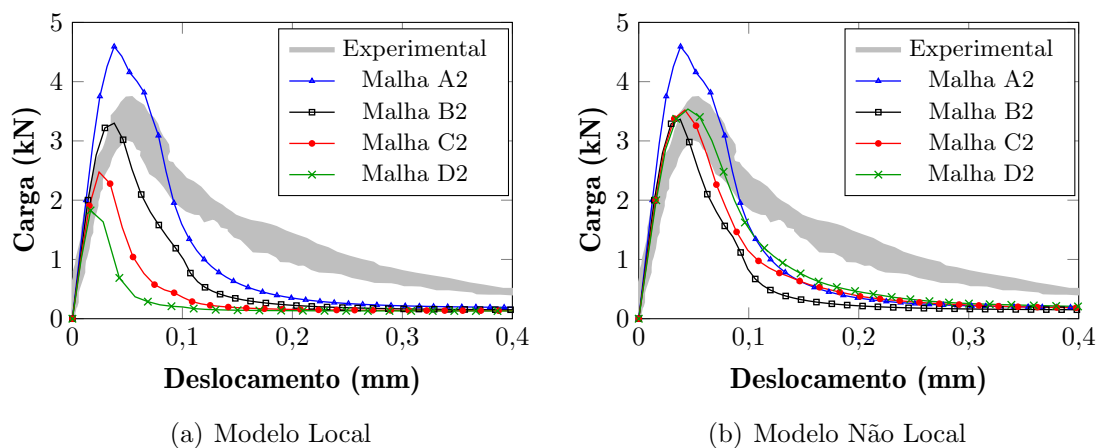 5
4
3
2
1
0
Carga (kN)
0
0,1
0,2
0,3
0,4
Deslocamento (mm)
Experimental
Malha A2
Malha B2
Malha C2
Malha D2
(a) Modelo Local
5
4
3
2
1
0
Carga (kN)
0
0,1
0,2
0,3
0,4
Deslocamento (mm)
Experimental
Malha A2
Malha B2
Malha C2
Malha D2
(b) Modelo Não Local